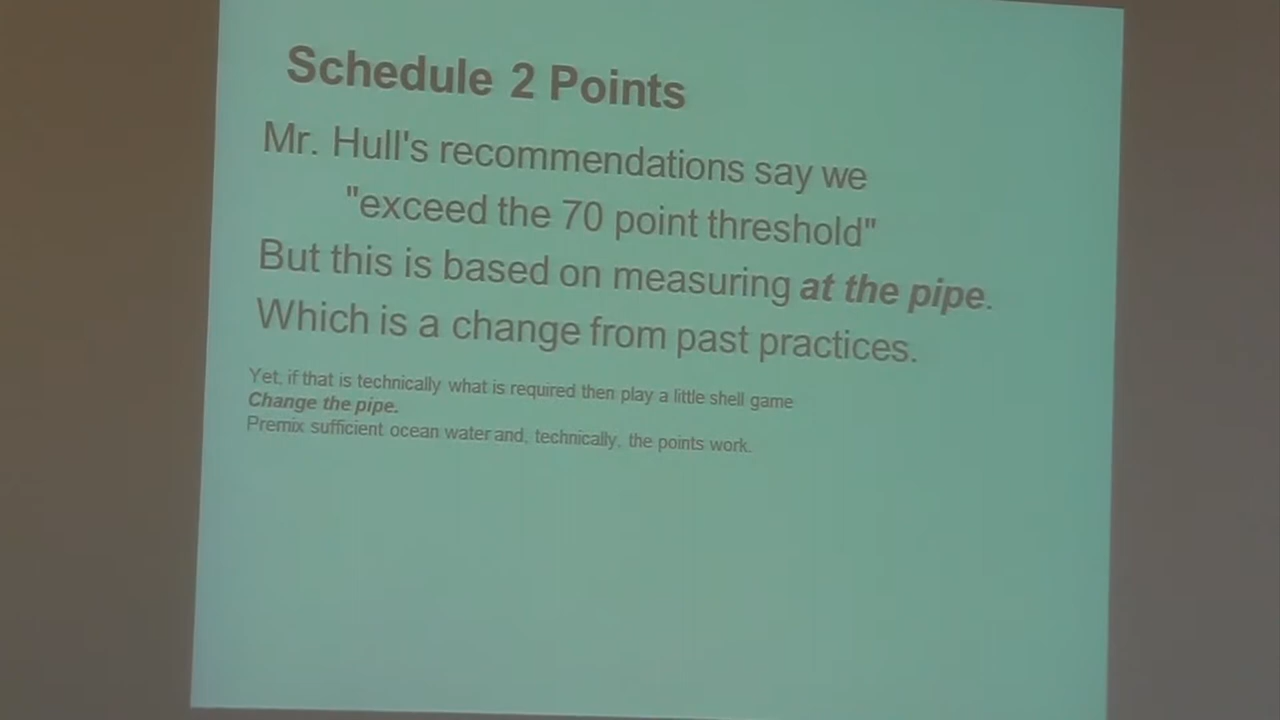 Schedule 2 Points
Mr. Hull's recommendations say we
"exceed the 70 point threshold"
But this is based on measuring at the pipe.
Which is a change from past practices.
Yet, if that is technically what is required then play a little shell game
Change the pipe.
Premix sufficient ocean water and, technically, the points work.